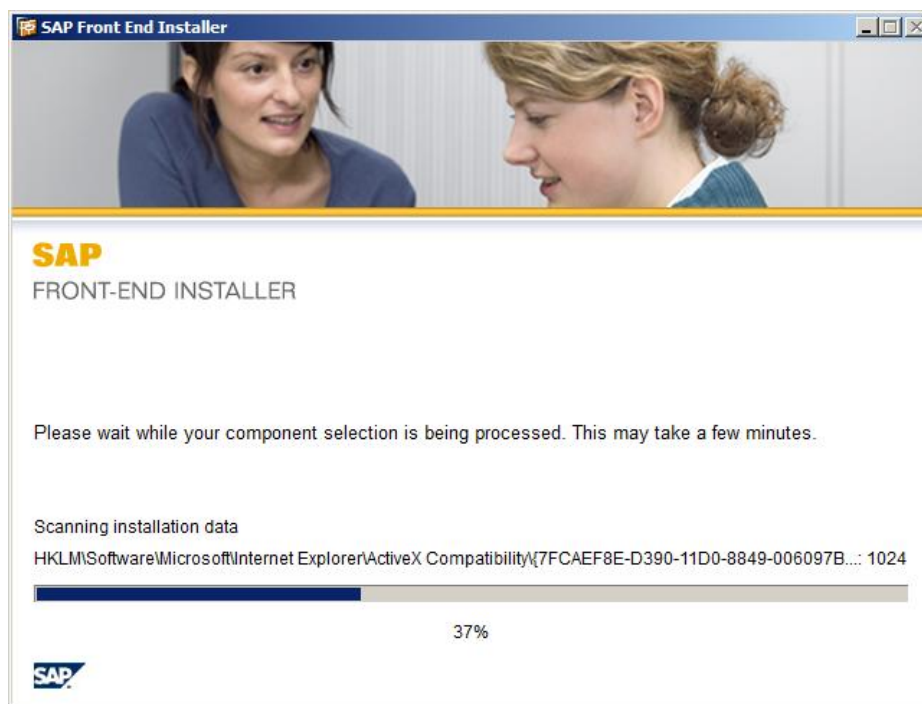 SAP Front End Installer
SAP
FRONT-END INSTALLER
Please wait while your component selection is being processed. This may take a few minutes.
Scanning installation data
HKLM\Software\Microsoft\Internet Explorer\ActiveX Compatibility\{7FCAEF8E-D390-11D0-8849-006097B...: 1024
37%
SAP